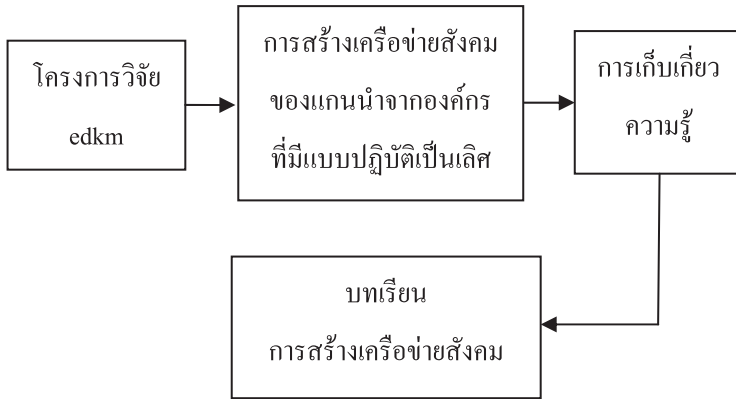 โครงการวิจัย
edkm
การสร้างเครือข่ายสังคม
ของแกนนำจากองค์กร
ที่มีแบบปฏิบัติเป็นเลิศ
การเก็บเกี่ยว
ความรู้
บทเรียน
การสร้างเครือข่ายสังคม